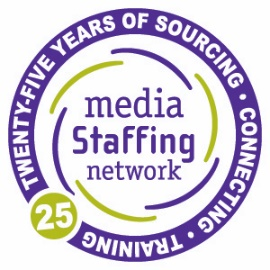 TWENTY-FIVE YEARS OF SOURCING • CONNECTING • TRAINING
media
Staffing
network
25